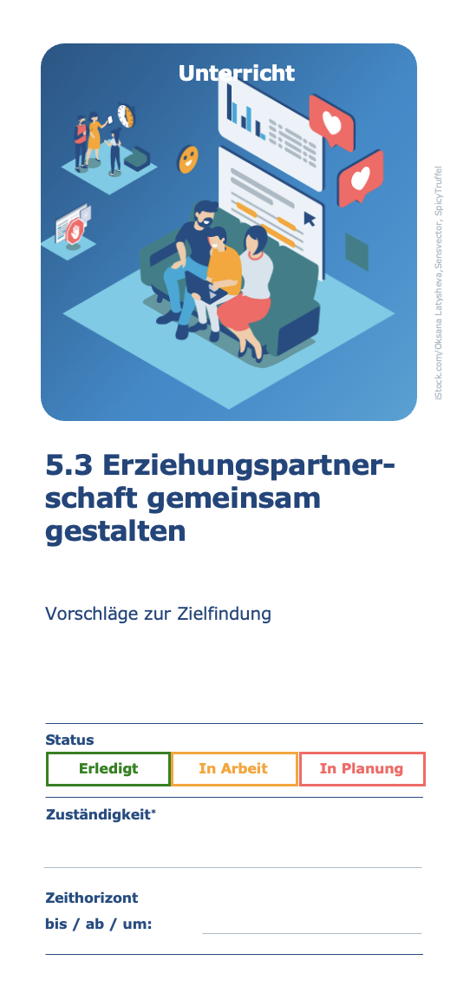 Unterricht
iStock.com/Oksana Latysheva,Sensvector, SpicyTruffel
5.3 Erziehungspartner-
schaft gemeinsam
gestalten
Vorschläge zur Zielfindung
Status
Erledigt
In Arbeit
In Planung
Zuständigkeit*
Zeithorizont
bis / ab / um: